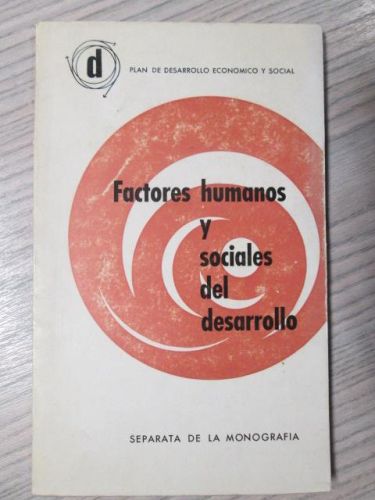 d
PLAN DE DESARROLLO ECONOMICO Y SOCIAL
Factores humanos
y
sociales
del
desarrollo
SEPARATA DE LA MONOGRAFIA